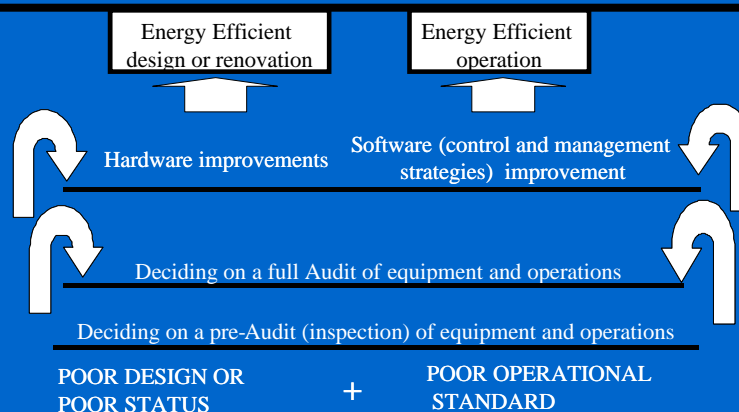 Energy Efficient
design or renovation
Energy Efficient
operation
Hardware improvements
Software (control and management
strategies) improvement
Deciding on a full Audit of equipment and operations
Deciding on a pre-Audit (inspection) of equipment and operations
POOR DESIGN OR
POOR STATUS
+
POOR OPERATIONAL
STANDARD